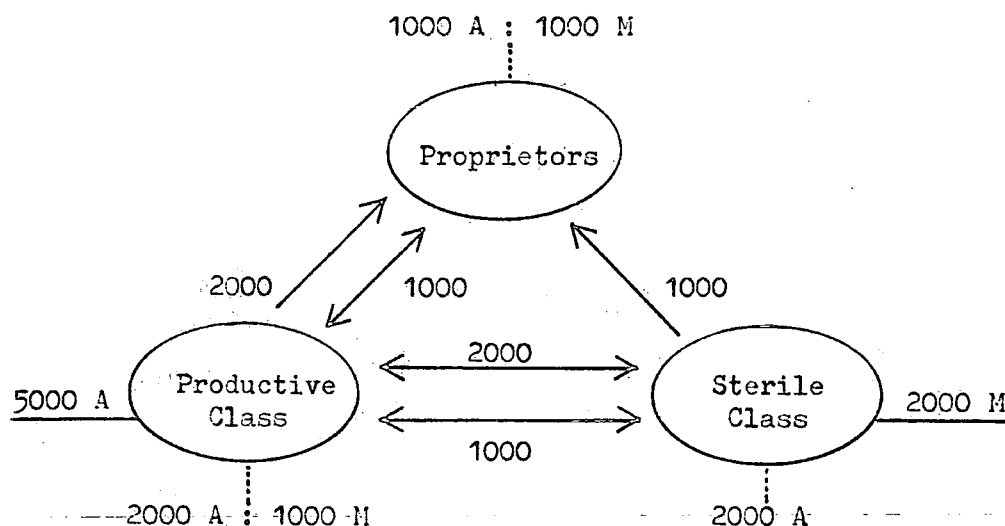 1000 A : 1000 M
Proprietors
2000
1000
1000
2000
5000 A
Productive
Class
Sterile
Class
2000 M
1000
2000 A : 1000 M
2000 A